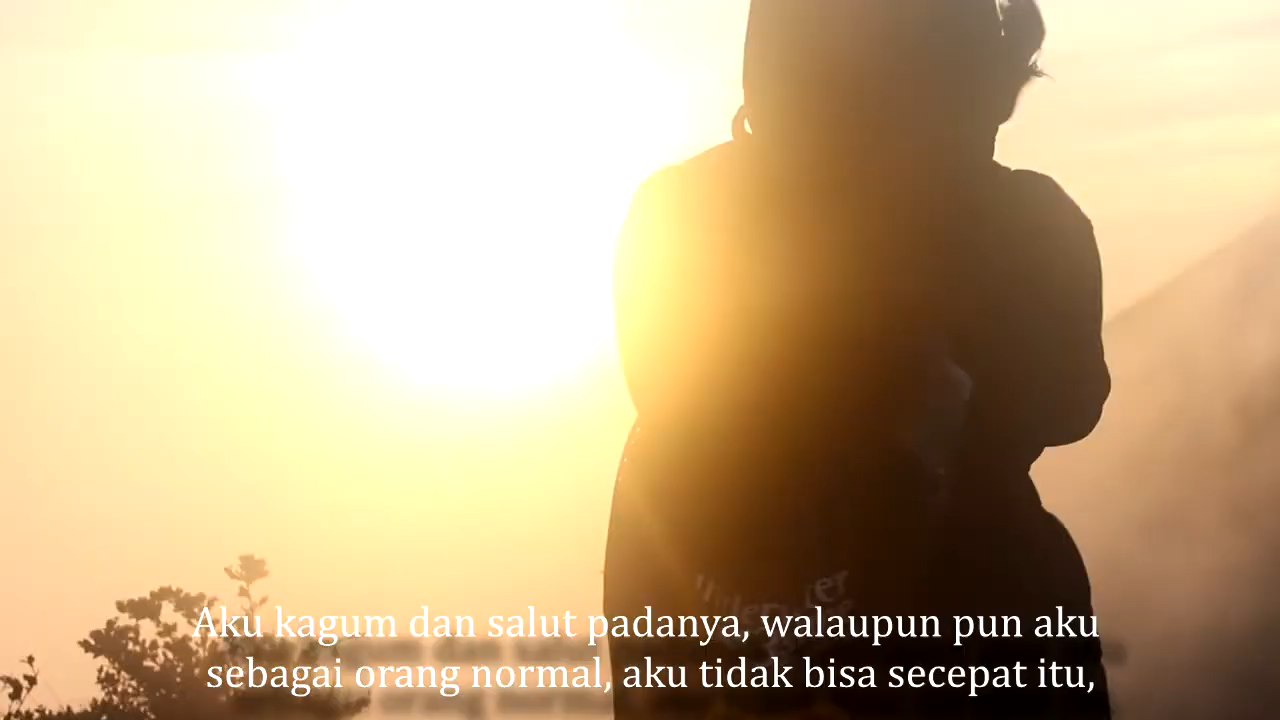 Aku kagum dan salut padanya, walaupun pun aku
sebagai orang normal, aku tidak bisa secepat itu,